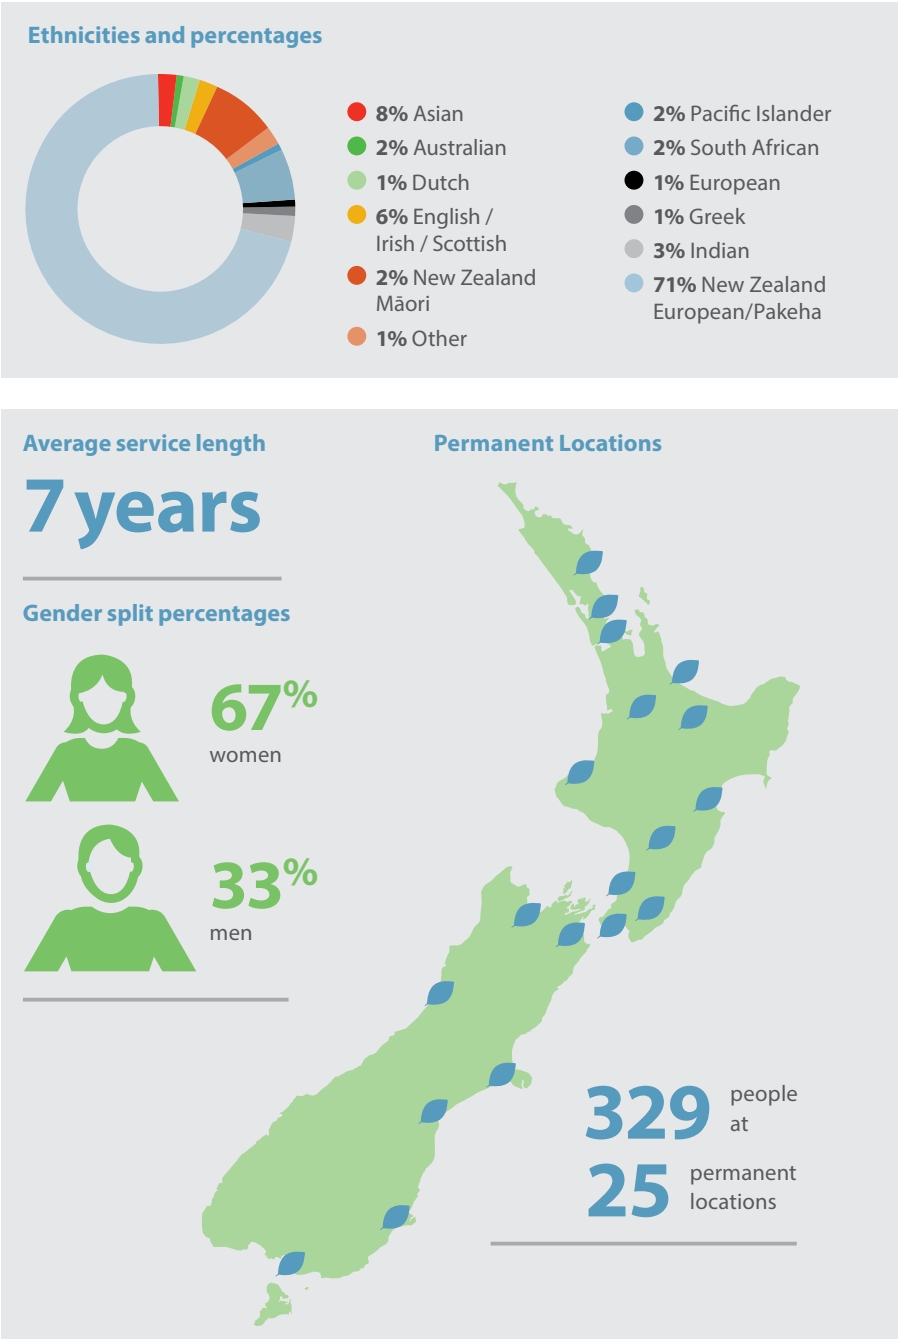 Ethnicities and percentages
8% Asian
2% Australian
1% Dutch
6% English /
Irish / Scottish
2% New Zealand
Māori
1% Other
2% Pacific Islander
2% South African
1% European
1% Greek
3% Indian
71% New Zealand
European/Pakeha
Average service length
7 years
Gender split percentages
67%
women
33%
men
Permanent Locations
329 people
at
25 permanent
locations